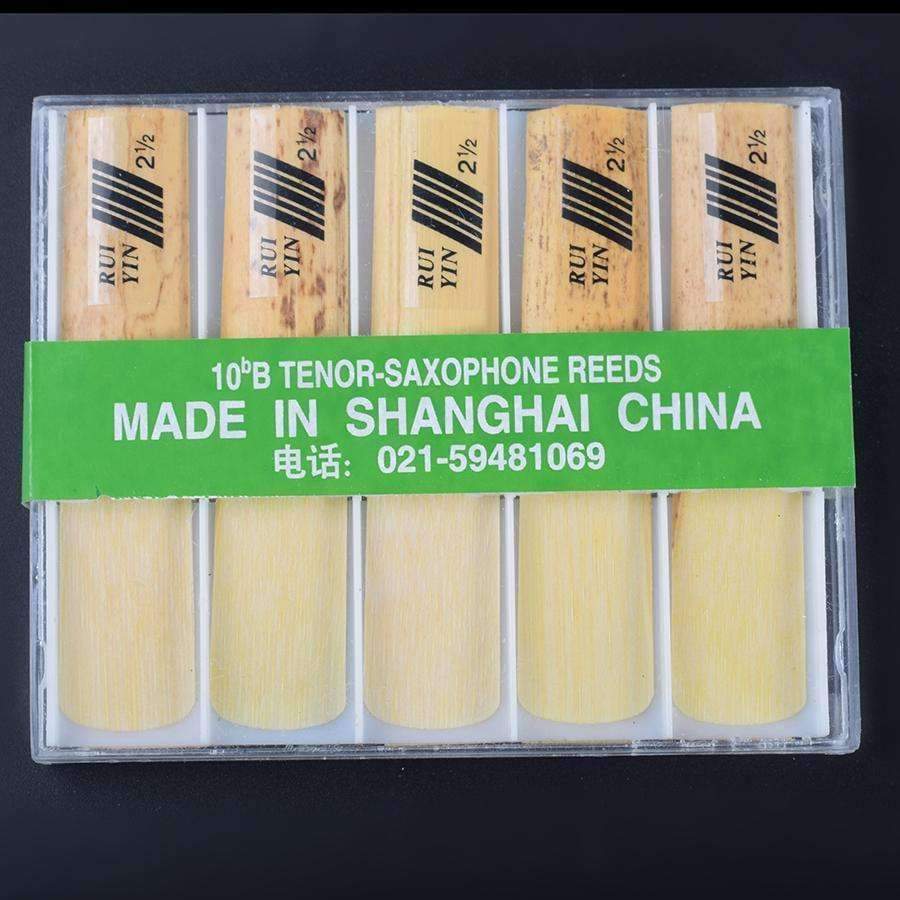 2½
RUI
YIN
2½
RUI
YIN
2½
RUI
YIN
2½
RUI
YIN
2½
RUI
YIN
10ᵇB TENOR-SAXOPHONE REEDS
MADE IN SHANGHAI CHINA
电话: 021-59481069